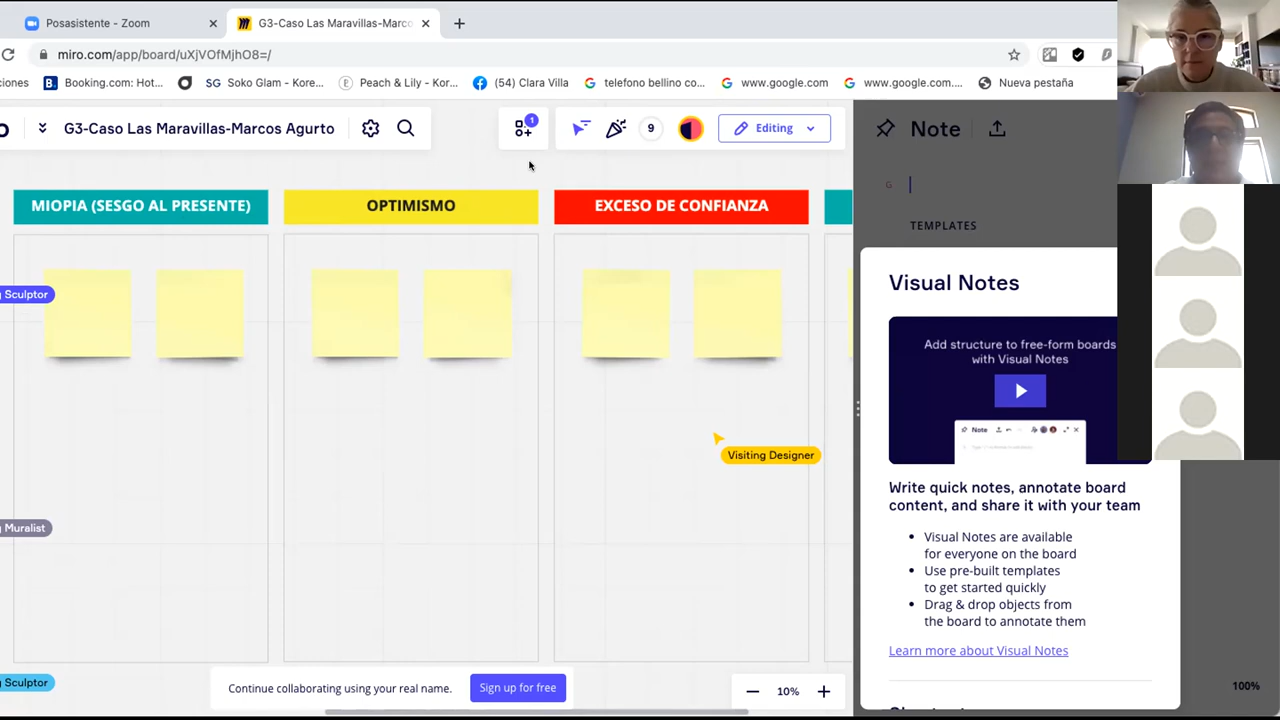 Posasistente - Zoom
G3-Caso Las Maravillas-Marcos
miro.com/app/board/uXjVOfMjhO8=/
ciones
Booking.com: Hot...
SG Soko Glam - Kore...
Peach & Lily - Kor...
(54) Clara Villa
telefono bellino co...
www.google.com
www.google.com....
Nueva pestaña
G3-Caso Las Maravillas-Marcos Agurto
1
9
Editing
Note
G
TEMPLATES
MIOPIA (SESGO AL PRESENTE)
OPTIMISMO
EXCESO DE CONFIANZA
Sculptor
Visiting Designer
Muralist
Sculptor
Visual Notes
Add structure to free-form boards
with Visual Notes
Note
Write quick notes, annotate board
content, and share it with your team
• Visual Notes are available
for everyone on the board
• Use pre-built templates
to get started quickly
• Drag & drop objects from
the board to annotate them
Learn more about Visual Notes
Continue collaborating using your real name.
Sign up for free
10%
100%